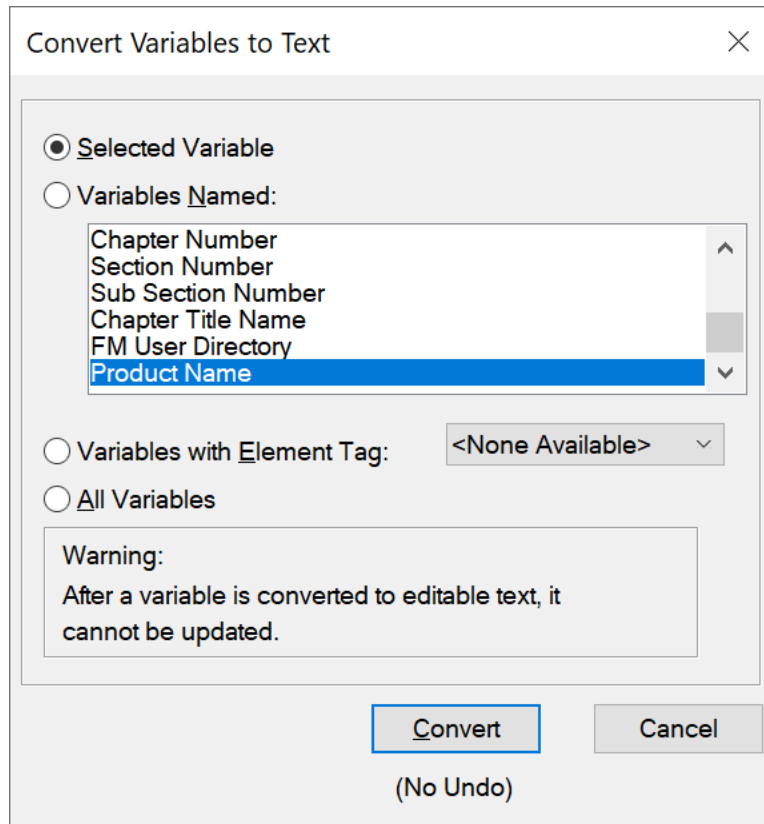 Convert Variables to Text
Selected Variable
Variables Named:
Chapter Number
Section Number
Sub Section Number
Chapter Title Name
FM User Directory
Product Name
Variables with Element Tag: <None Available>
All Variables
Warning:
After a variable is converted to editable text, it
cannot be updated.
Convert Cancel
(No Undo)